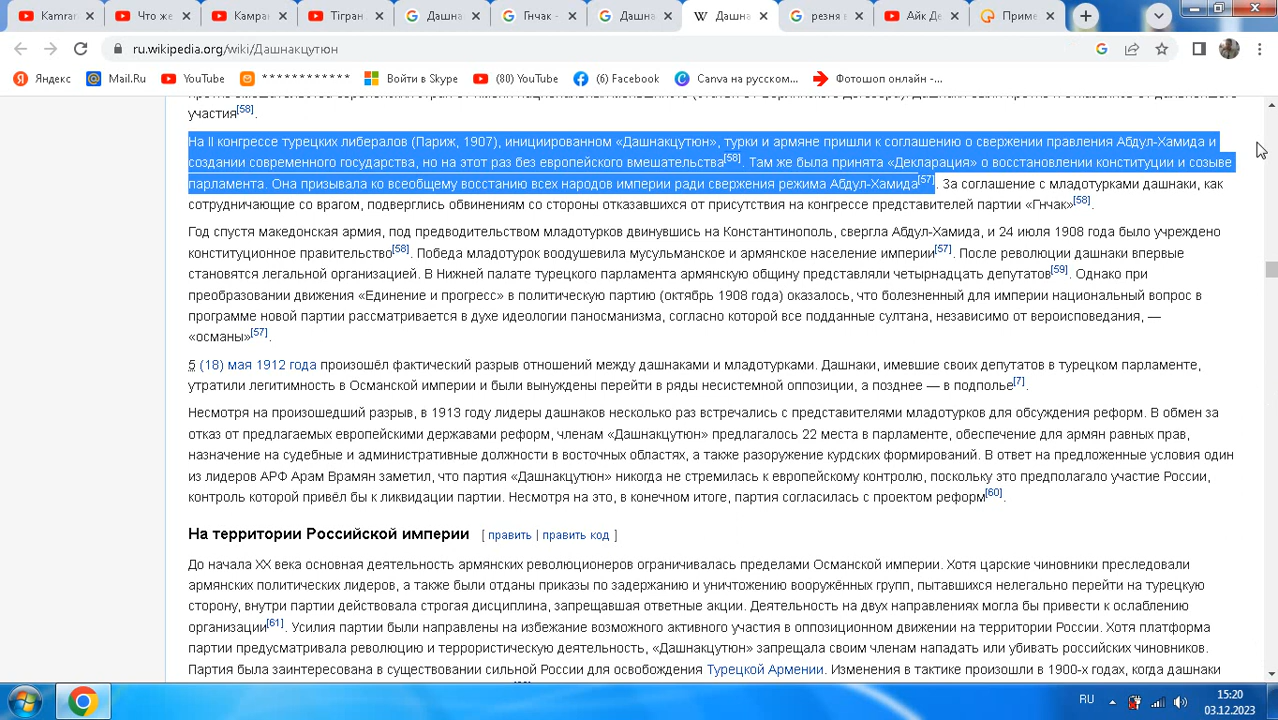 Kamra
Что же
Кампа
Тігран
Дашна
Гнчак -
Дашна
Дашна
резня в
Айк Де
Приме
ru.wikipedia.org/wiki/Дашнакцутюн
Яндекс
Mail.Ru
YouTube
* * * * * * * * * * * *
Войти в Skype
(80) YouTube
(6) Facebook
Canva на русском...
Фотошоп онлайн -...
участия[58].
На II конгрессе турецких либералов (Париж, 1907), инициированном «Дашнакцутюн», турки и армяне пришли к соглашению о свержении правления Абдул-Хамида и
создании современного государства, но на этот раз без европейского вмешательства[58]. Там же была принята «Декларация» о восстановлении конституции и созыве
парламента. Она призывала ко всеобщему восстанию всех народов империи ради свержения режима Абдул-Хамида[57]. За соглашение с младотурками дашнаки, как
сотрудничающие со врагом, подверглись обвинениям со стороны отказавшихся от присутствия на конгрессе представителей партии «Гнчак»[58].
Год спустя македонская армия, под предводительством младотурков двинувшись на Константинополь, свергла Абдул-Хамида, и 24 июля 1908 года было учреждено
конституционное правительство[58]. Победа младотурок воодушевила мусульманское и армянское население империи[57]. После революции дашнаки впервые
становятся легальной организацией. В Нижней палате турецкого парламента армянскую общину представляли четырнадцать депутатов[59]. Однако при
преобразовании движения «Единение и прогресс» в политическую партию (октябрь 1908 года) оказалось, что болезненный для империи национальный вопрос в
программе новой партии рассматривается в духе идеологии паносманизма, согласно которой все подданные султана, независимо от вероисповедания, —
«османы»[57].
5 (18) мая 1912 года произошёл фактический разрыв отношений между дашнаками и младотурками. Дашнаки, имевшие своих депутатов в турецком парламенте,
утратили легитимность в Османской империи и были вынуждены перейти в ряды несистемной оппозиции, а позднее — в подполье[7].
Несмотря на произошедший разрыв, в 1913 году лидеры дашнаков несколько раз встречались с представителями младотурков для обсуждения реформ. В обмен за
отказ от предлагаемых европейскими державами реформ, членам «Дашнакцутюн» предлагалось 22 места в парламенте, обеспечение для армян равных прав,
назначение на судебные и административные должности в восточных областях, а также разоружение курдских формирований. В ответ на предложенные условия один
из лидеров АРФ Арам Врамян заметил, что партия «Дашнакцутюн» никогда не стремилась к европейскому контролю, поскольку это предполагало участие России,
контроль которой привёл бы к ликвидации партии. Несмотря на это, в конечном итоге, партия согласилась с проектом реформ[60].
На территории Российской империи [ править | править код ]
До начала XX века основная деятельность армянских революционеров ограничивалась пределами Османской империи. Хотя царские чиновники преследовали
армянских политических лидеров, а также были отданы приказы по задержанию и уничтожению вооружённых групп, пытавшихся нелегально перейти на турецкую
сторону, внутри партии действовала строгая дисциплина, запрещавшая ответные акции. Деятельность на двух направлениях могла бы привести к ослаблению
организации[61]. Усилия партии были направлены на избежание возможного активного участия в оппозиционном движении на территории России. Хотя платформа
партии предусматривала революцию и террористическую деятельность, «Дашнакцутюн» запрещала своим членам нападать или убивать российских чиновников.
Партия была заинтересована в существовании сильной России для освобождения Турецкой Армении. Изменения в тактике произошли в 1900-х годах, когда дашнаки
RU
15:20
03.12.2023